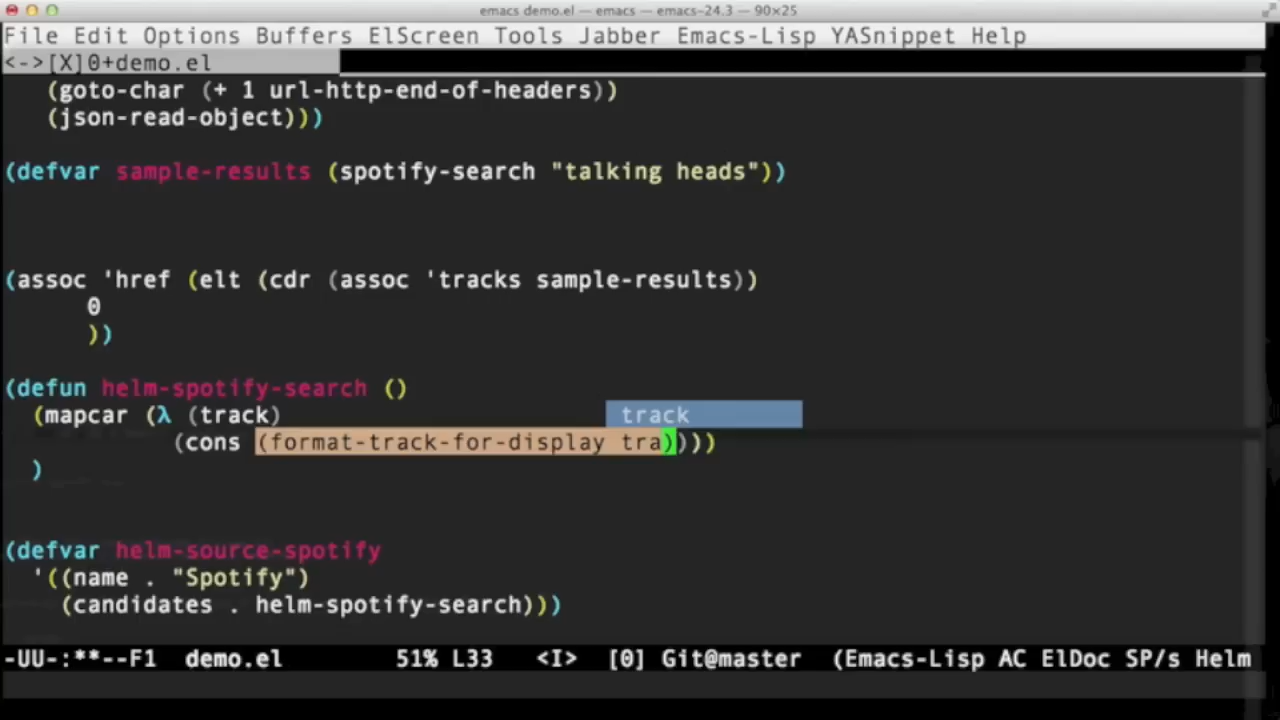 emacs demo.el — emacs — emacs-24.3 — 90×25
File Edit Options Buffers ElScreen Tools Jabber Emacs-Lisp YASnippet Help
<->[X]0+demo.el
(goto-char (+ 1 url-http-end-of-headers))
(json-read-object)))
(defvar sample-results (spotify-search "talking heads"))
(assoc 'href (elt (cdr (assoc 'tracks sample-results))
0
))
(defun helm-spotify-search ()
(mapcar (λ (track) track
(cons (format-track-for-display tra))))
)
(defvar helm-source-spotify
'((name . "Spotify")
(candidates . helm-spotify-search)))
-UU-:**--F1 demo.el 51% L33 <I> [0] Git@master (Emacs-Lisp AC ElDoc SP/s Helm